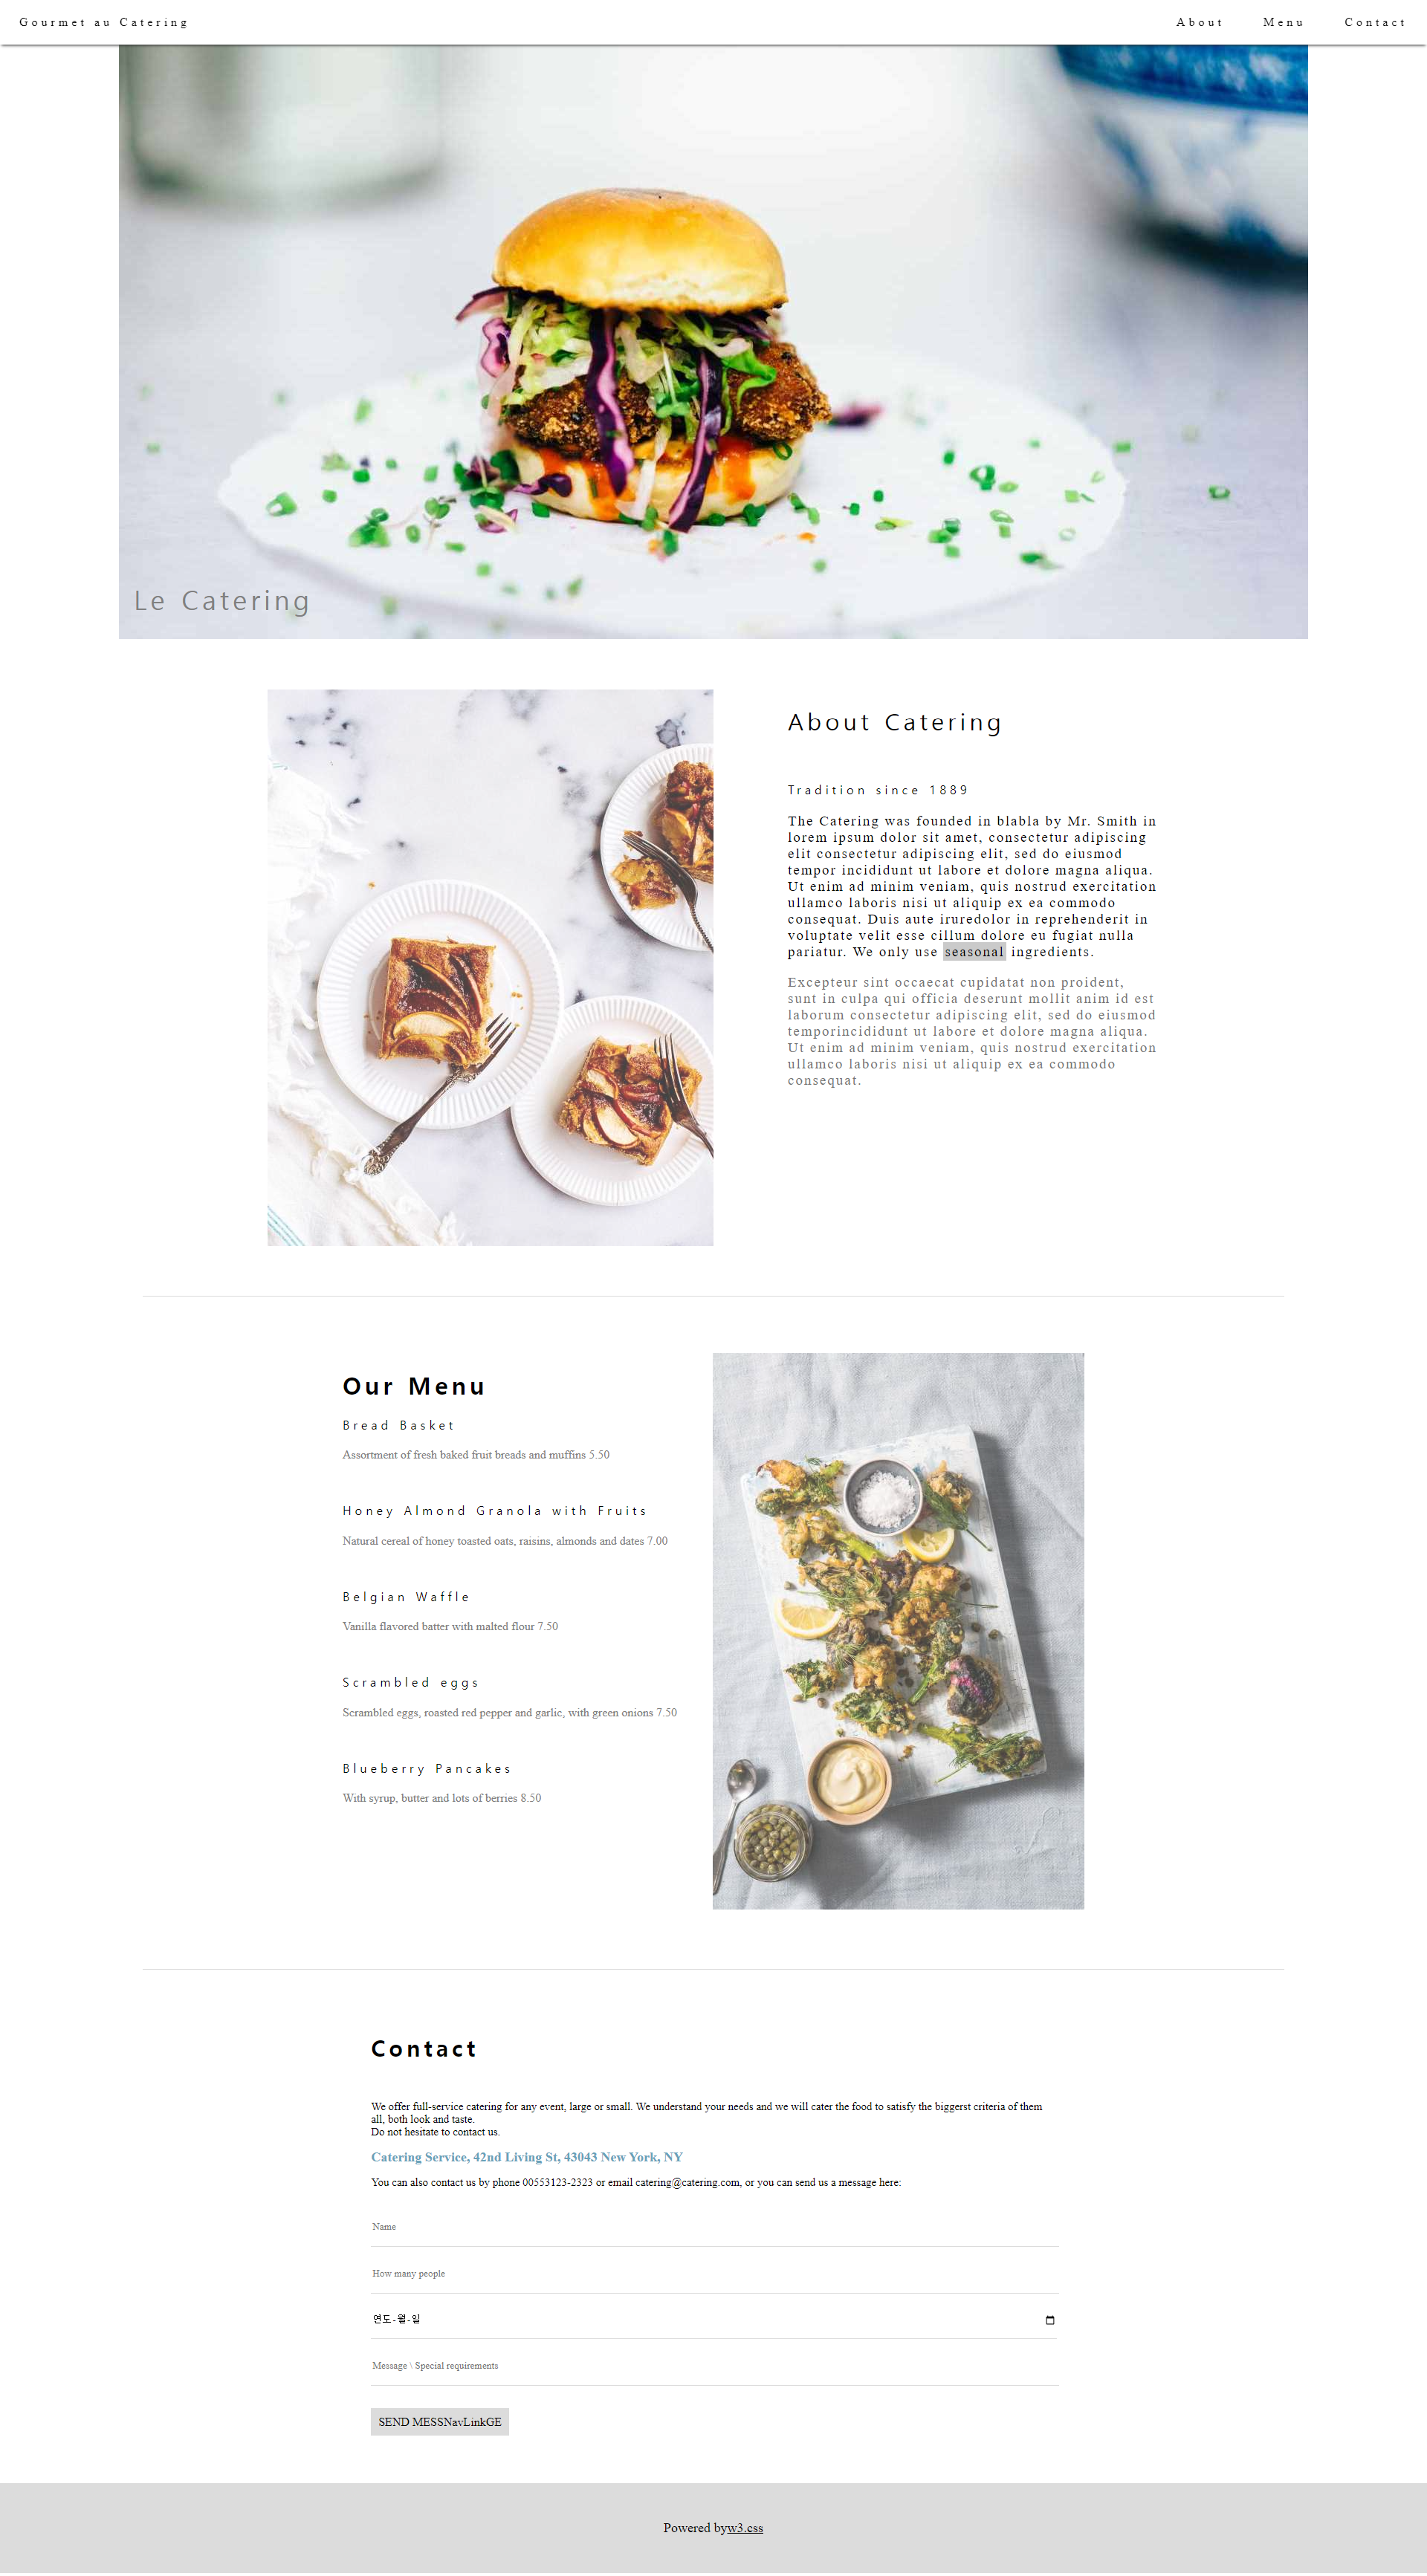 Gourmet au Catering
About Menu Contact
Le Catering
About Catering
Tradition since 1889
The Catering was founded in blabla by Mr. Smith in
lorem ipsum dolor sit amet, consectetur adipiscing
elit consectetur adipiscing elit, sed do eiusmod
tempor incididunt ut labore et dolore magna aliqua.
Ut enim ad minim veniam, quis nostrud exercitation
ullamco laboris nisi ut aliquip ex ea commodo
consequat. Duis aute iruredolor in reprehenderit in
voluptate velit esse cillum dolore eu fugiat nulla
pariatur. We only use seasonal ingredients.
Excepteur sint occaecat cupidatat non proident,
sunt in culpa qui officia deserunt mollit anim id est
laborum consectetur adipiscing elit, sed do eiusmod
temporincididunt ut labore et dolore magna aliqua.
Ut enim ad minim veniam, quis nostrud exercitation
ullamco laboris nisi ut aliquip ex ea commodo
consequat.
Our Menu
Bread Basket
Assortment of fresh baked fruit breads and muffins 5.50
Honey Almond Granola with Fruits
Natural cereal of honey toasted oats, raisins, almonds and dates 7.00
Belgian Waffle
Vanilla flavored batter with malted flour 7.50
Scrambled eggs
Scrambled eggs, roasted red pepper and garlic, with green onions 7.50
Blueberry Pancakes
With syrup, butter and lots of berries 8.50
Contact
We offer full-service catering for any event, large or small. We understand your needs and we will cater the food to satisfy the biggerst criteria of them
all, both look and taste.
Do not hesitate to contact us.
Catering Service, 42nd Living St, 43043 New York, NY
You can also contact us by phone 00553123-2323 or email catering@catering.com, or you can send us a message here:
Name
How many people
연도-월-일
Message \ Special requirements
SEND MESSNavLinkGE
Powered byw3.css